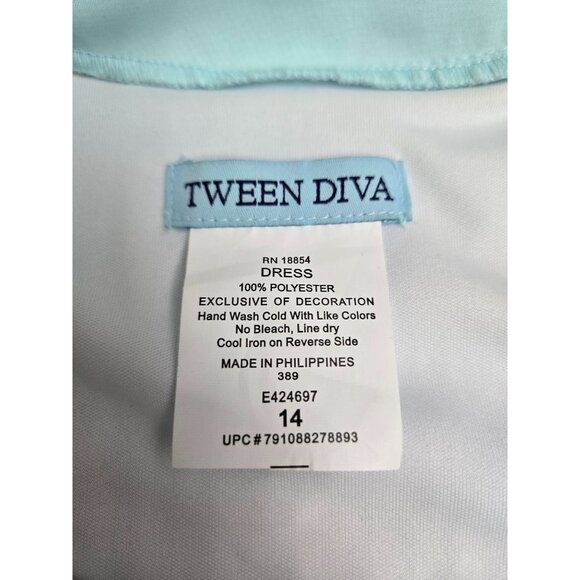 TWEEN DIVA
RN 18854
DRESS
100% POLYESTER
EXCLUSIVE OF DECORATION
Hand Wash Cold With Like Colors
No Bleach, Line dry
Cool Iron on Reverse Side
MADE IN PHILIPPINES
389
E424697
14
UPC # 791088278893